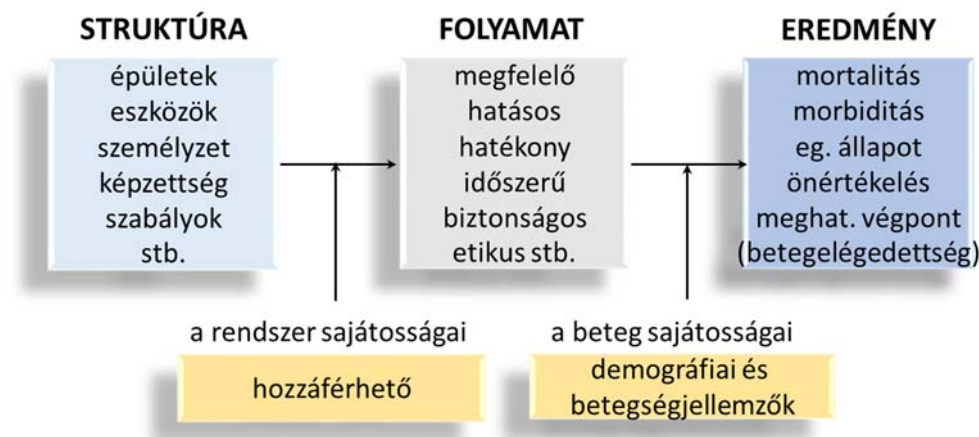 STRUKTÚRA
épületek
eszközök
személyzet
képzettség
szabályok
stb.
FOLYAMAT
megfelelő
hatásos
hatékony
időszerű
biztonságos
etikus stb.
EREDMÉNY
mortalitás
morbiditás
eg. állapot
önértékelés
meghat. végpont
(betegelégedettség)
a rendszer sajátosságai
hozzáférhető
a beteg sajátosságai
demográfiai és
betegségjellemzők